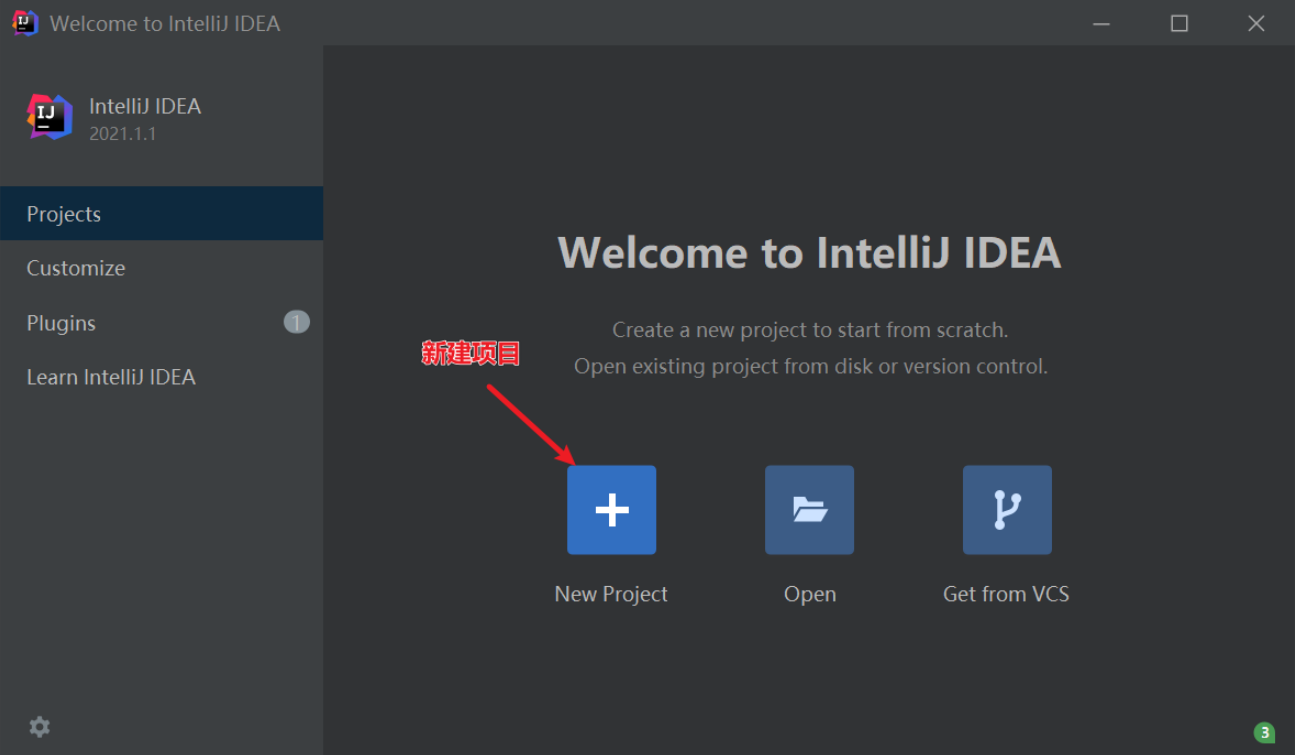 Welcome to IntelliJ IDEA
IJ
IntelliJ IDEA
2021.1.1
Projects
Customize
Plugins
1
Learn IntelliJ IDEA
Welcome to IntelliJ IDEA
Create a new project to start from scratch.
Open existing project from disk or version control.
新建项目
New Project
Open
Get from VCS
3